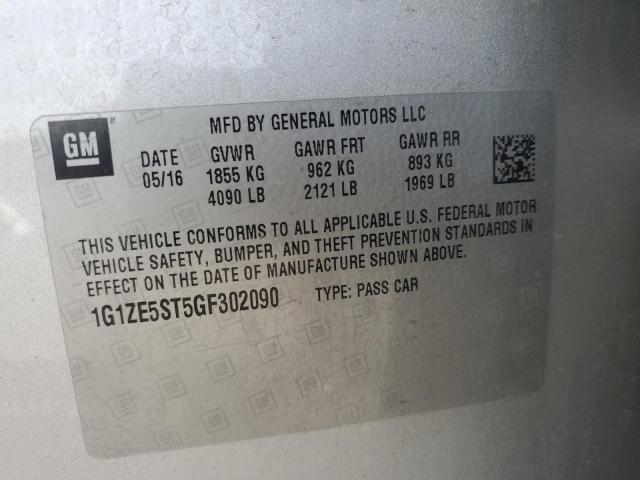 GM
MFD BY GENERAL MOTORS LLC
DATE GVWR GAWR FRT GAWR RR
05/16 1855 KG 962 KG 893 KG
4090 LB 2121 LB 1969 LB
THIS VEHICLE CONFORMS TO ALL APPLICABLE U.S. FEDERAL MOTOR
VEHICLE SAFETY, BUMPER, AND THEFT PREVENTION STANDARDS IN
EFFECT ON THE DATE OF MANUFACTURE SHOWN ABOVE.
1G1ZE5ST5GF302090 TYPE: PASS CAR